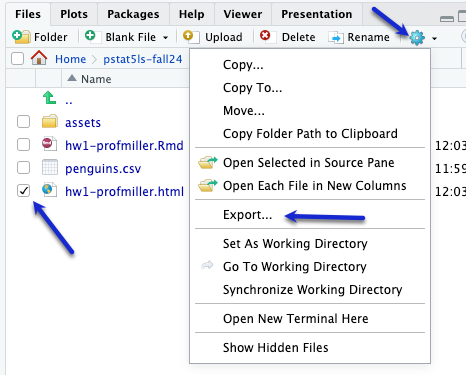 Files Plots Packages Help Viewer Presentation
Folder Blank File Upload Delete Rename
Home pstat5ls-fall24
Name
..
assets
hw1-profmiller.Rmd 12:03
penguins.csv 11:59
hw1-profmiller.html 12:03
Copy...
Copy To...
Move...
Copy Folder Path to Clipboard
Open Selected in Source Pane
Open Each File in New Columns
Export...
Set As Working Directory
Go To Working Directory
Synchronize Working Directory
Open New Terminal Here
Show Hidden Files